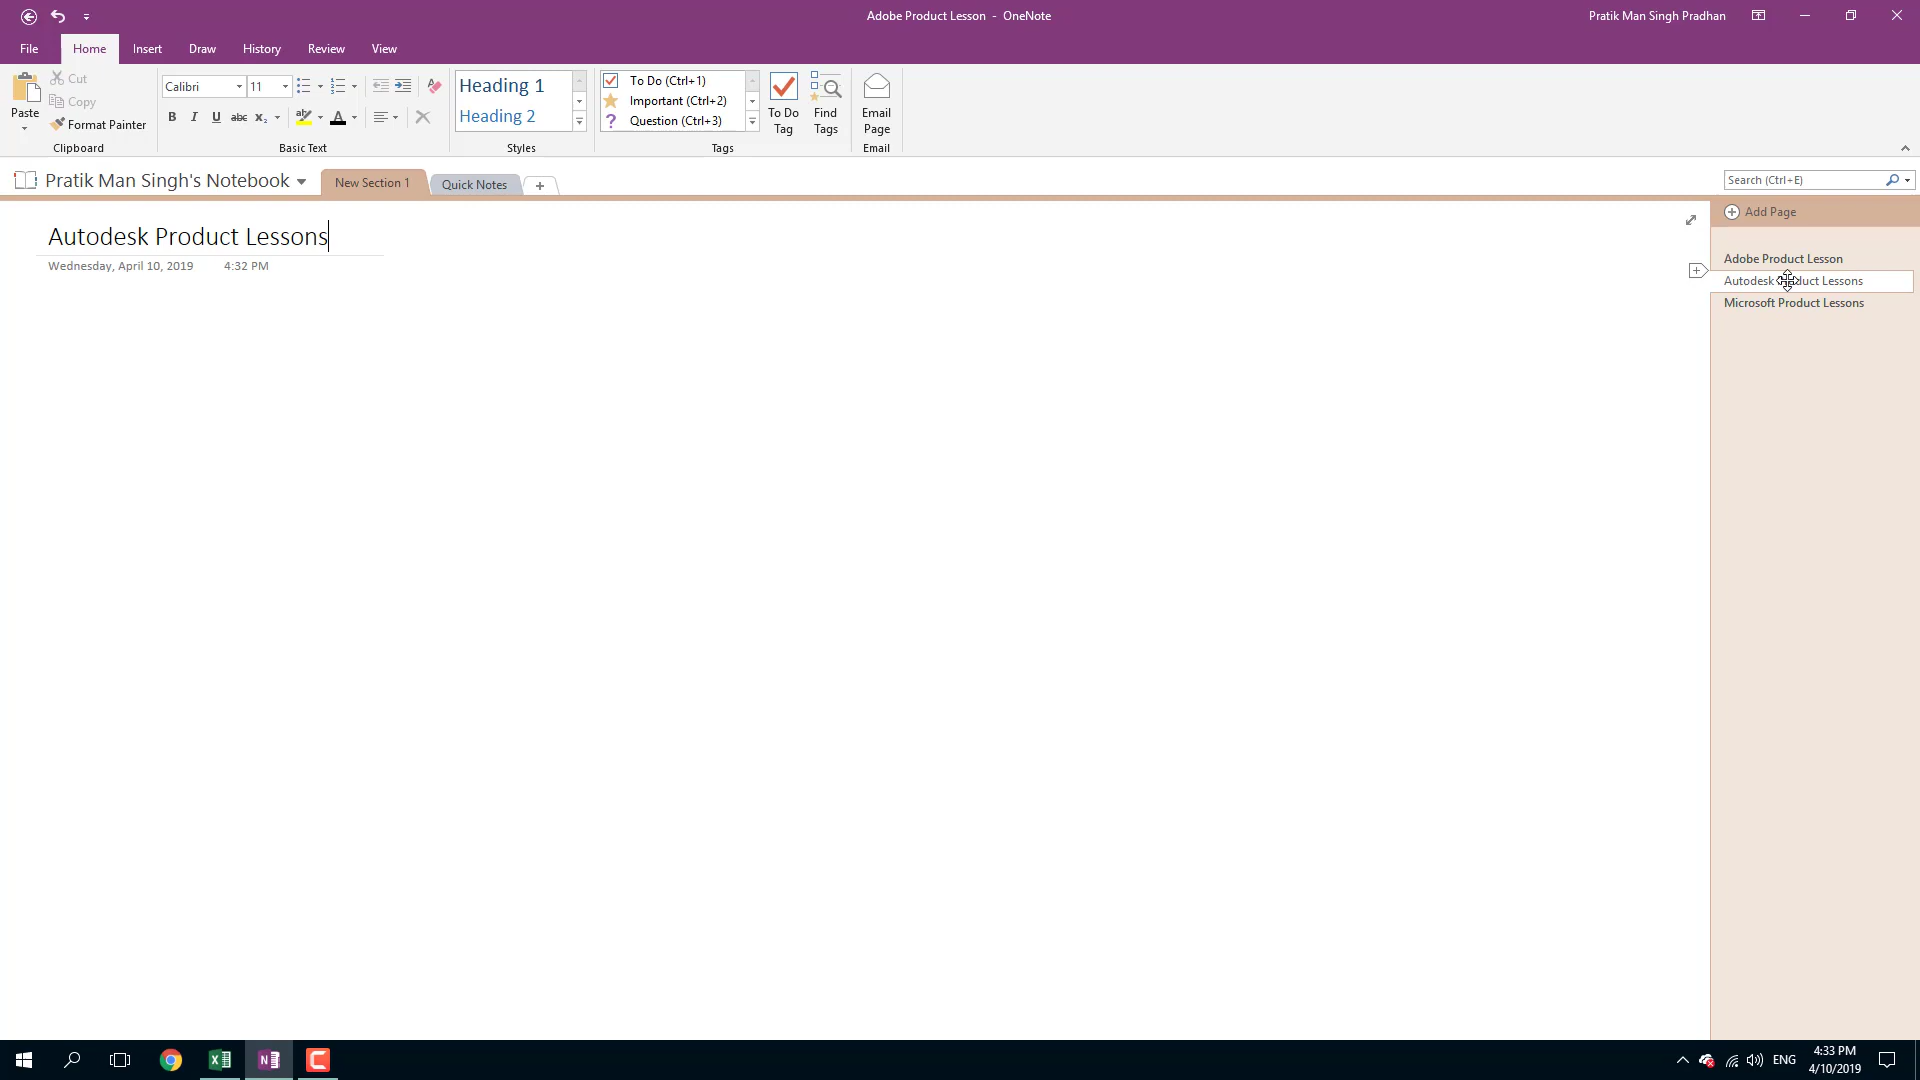 Adobe Product Lesson - OneNote
Pratik Man Singh Pradhan
File Home Insert Draw History Review View
Paste
Cut
Copy
Format Painter
Clipboard
Calibri 11
B I U abc x₂ ab A
Basic Text
Heading 1
Heading 2
Styles
To Do (Ctrl+1)
Important (Ctrl+2)
Question (Ctrl+3)
To Do
Tag
Find
Tags
Tags
Email
Page
Email
Pratik Man Singh's Notebook New Section 1 Quick Notes
Search (Ctrl+E)
Autodesk Product Lessons
Wednesday, April 10, 2019 4:32 PM
Add Page
Adobe Product Lesson
Autodesk Product Lessons
Microsoft Product Lessons
ENG
4:33 PM
4/10/2019